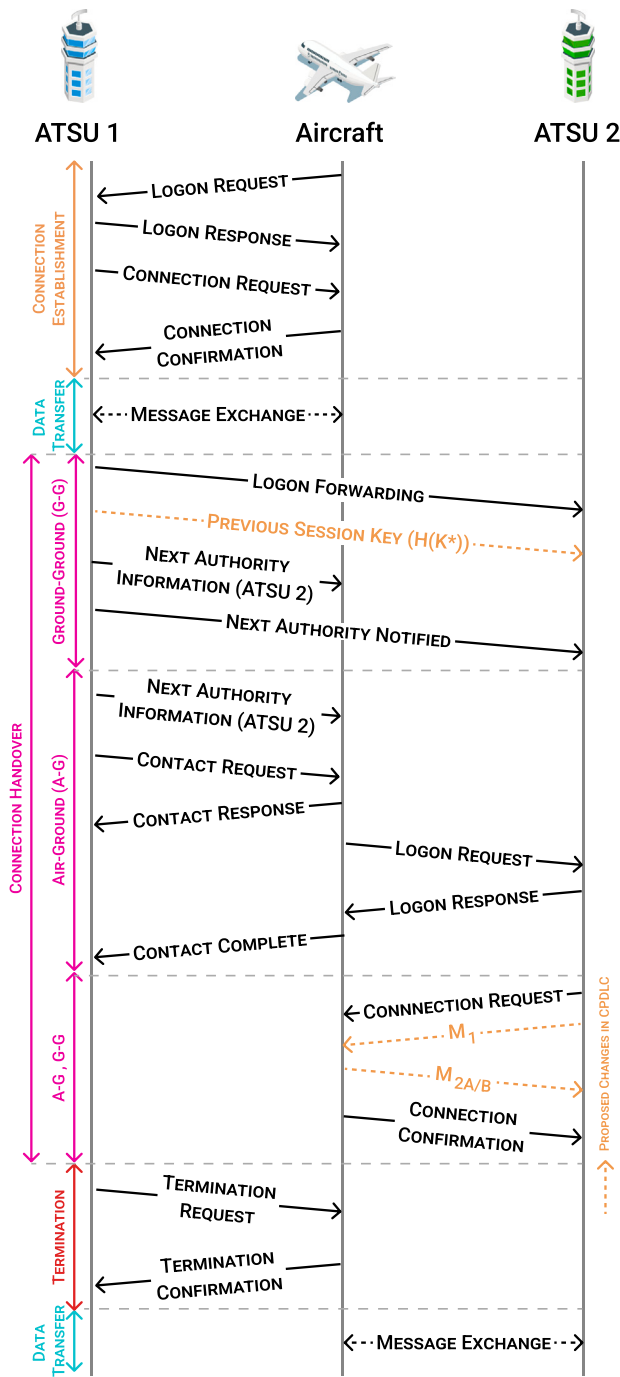 ATSU 1
Aircraft
ATSU 2
Connection
Establishment
Logon Request
Logon Response
Connection Request
Connection
Confirmation
Data
Transfer
Message Exchange
Connection Handover
Ground-Ground (G-G)
Logon Forwarding
Previous Session Key (H(K*))
Next Authority
Information (ATSU 2)
Next Authority Notified
Air-Ground (A-G)
Next Authority
Information (ATSU 2)
Contact Request
Contact Response
Logon Request
Logon Response
Contact Complete
A-G , G-G
Connnection Request
M1
M2A/B
Connection
Confirmation
Proposed Changes in CPDLC
Termination
Termination
Request
Termination
Confirmation
Data
Transfer
Message Exchange